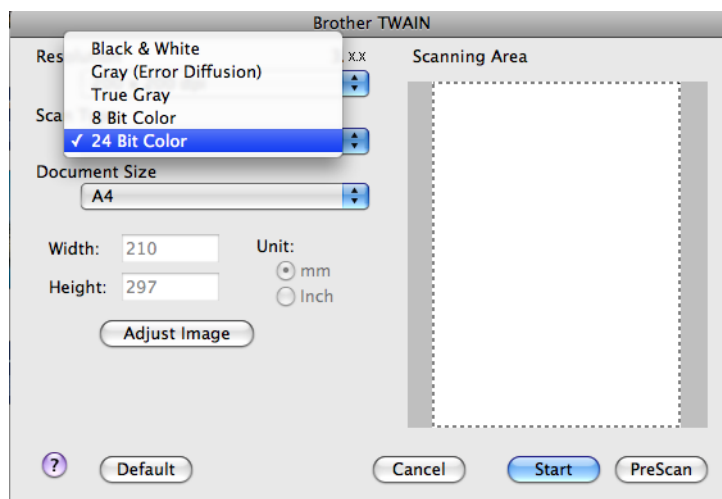 Brother TWAIN
x.x
Scanning Area
Black & White
Gray (Error Diffusion)
True Gray
8 Bit Color
✓ 24 Bit Color
Document Size
A4
Width: 210
Height: 297
Unit:
mm
Inch
Adjust Image
?
Default
Cancel
Start
PreScan